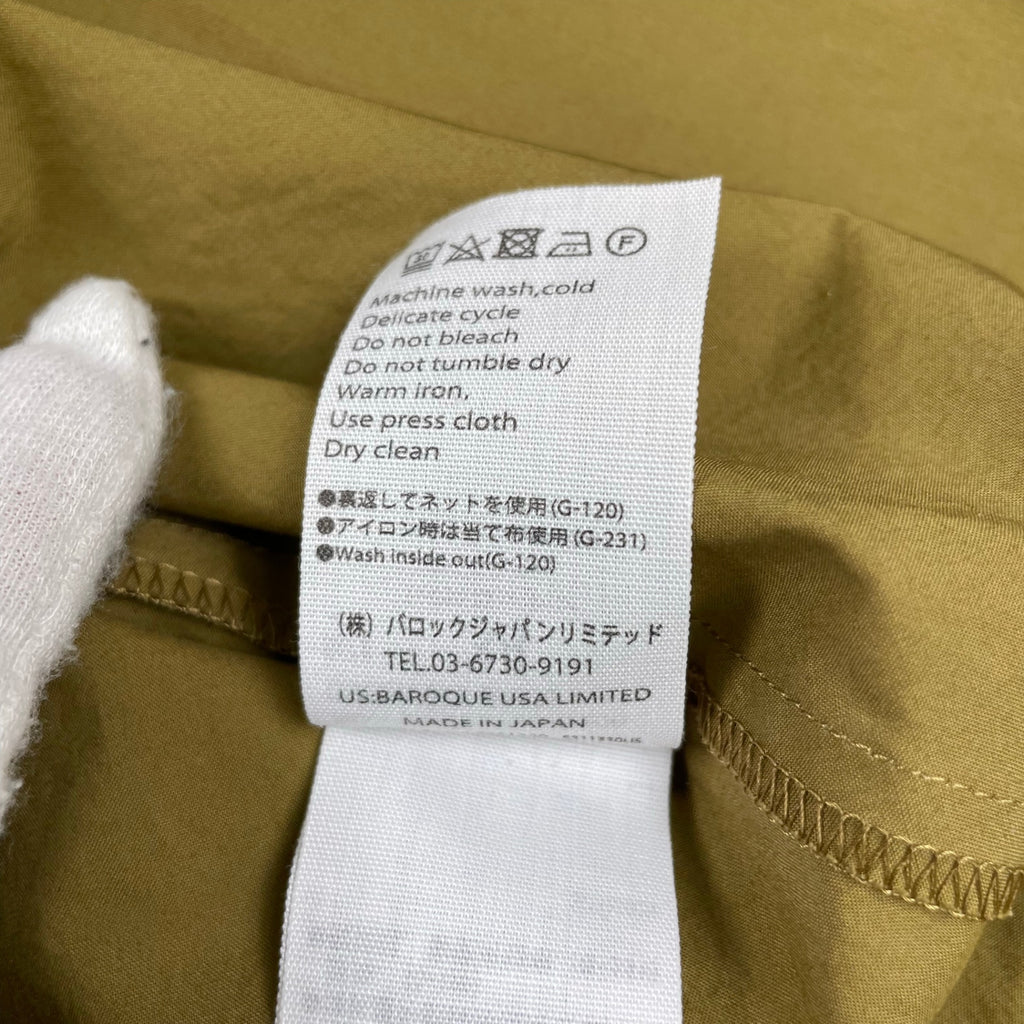 F
Machine wash,cold
Delicate cycle
Do not bleach
Do not tumble dry
Warm iron,
Use press cloth
Dry clean
●裏返してネットを使用(G-120)
●アイロン時は当て布使用(G-231)
●Wash inside out(G-120)
(株)バロックジャパンリミテッド
TEL.03-6730-9191
US:BAROQUE USA LIMITED
MADE IN JAPAN